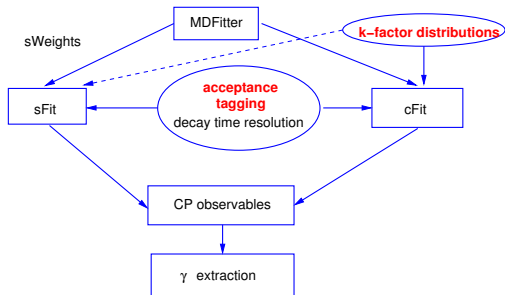 MDFitter
k-factor distributions
sWeights
acceptance
tagging
decay time resolution
sFit
cFit
CP observables
γ extraction